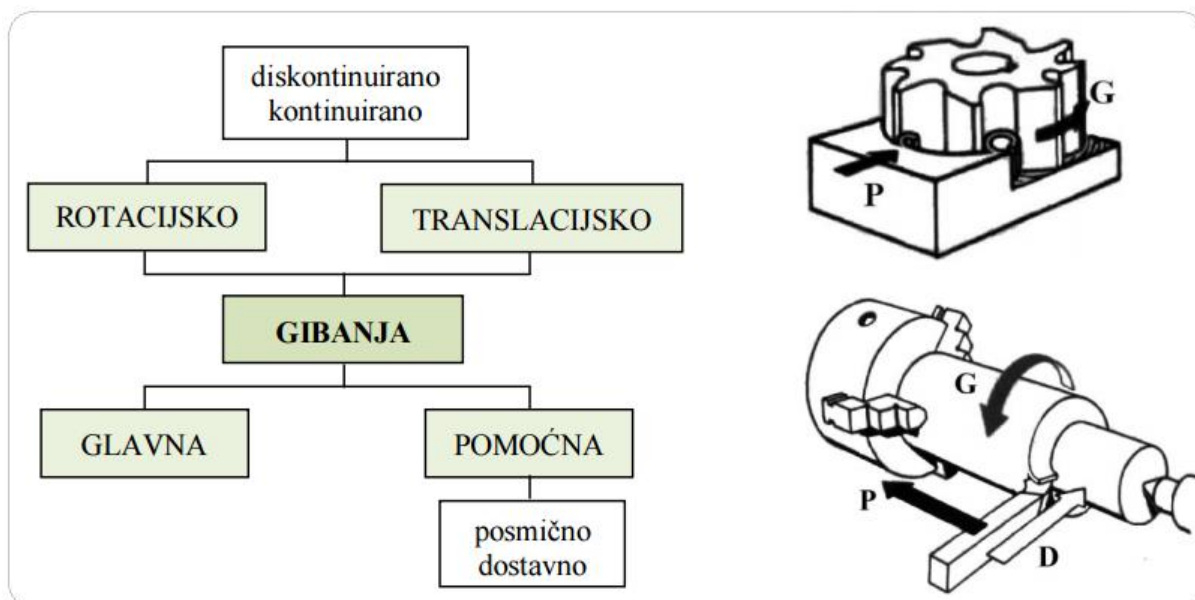 diskontinuirano
kontinuirano
ROTACIJSKO
TRANSLACIJSKO
GIBANJA
GLAVNA
POMOĆNA
posmično
dostavno
G
P
G
P
D